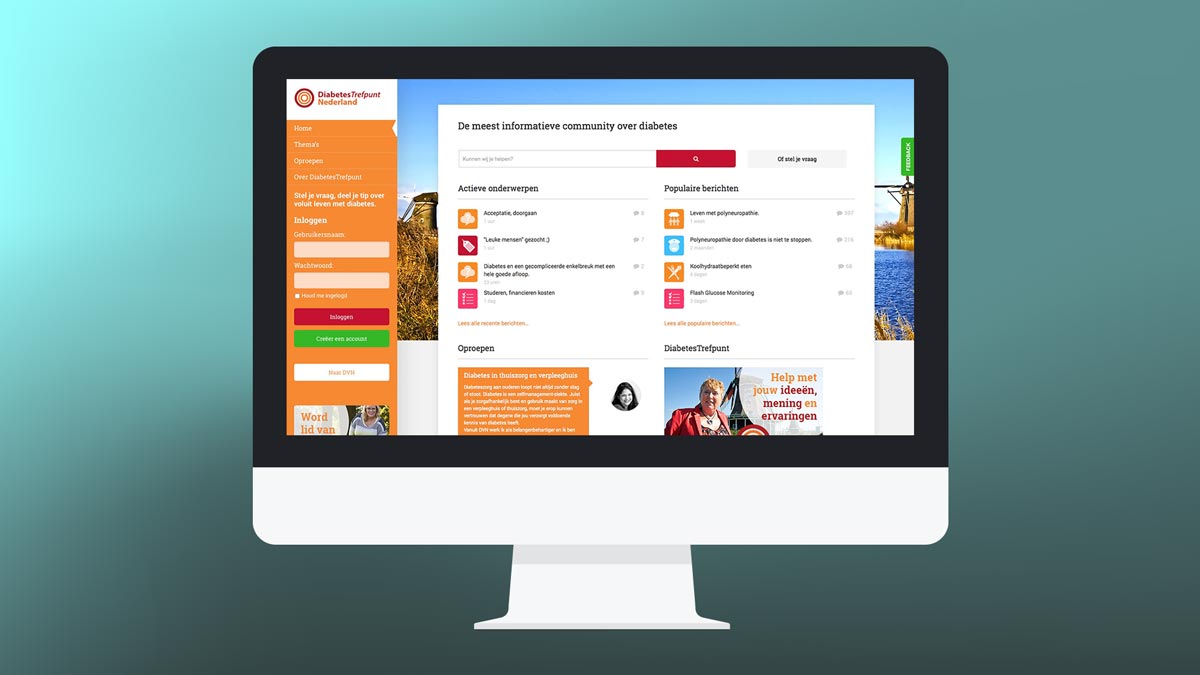 DiabetesTrefpunt
Nederland
Home
Thema's
Oproepen
Over DiabetesTrefpunt
Stel je vraag, deel je tip over
voluit leven met diabetes.
Inloggen
Gebruikersnaam:
Wachtwoord:
Houd me ingelogd
Inloggen
Creëer een account
Naar DVN
Word
lid van
De meest informatieve community over diabetes
Kunnen wij je helpen?
Of stel je vraag
FEEDBACK
Actieve onderwerpen
Acceptatie, doorgaan
1 uur
"Leuke mensen" gezocht ;)
7
1 uur
Diabetes en een gecompliceerde enkelbreuk met een
2
hele goede afloop.
23 uren
Studeren, financieren kosten
1 dag
Lees alle recente berichten...
Populaire berichten
Leven met polyneuropathie.
207
1 week
Polyneuropathie door diabetes is niet te stoppen.
216
2 maanden
Koolhydraatbeperkt eten
58
4 dagen
Flash Glucose Monitoring
3 dagen
Lees alle populaire berichten...
Oproepen
Diabetes in thuiszorg en verpleeghuis
Diabeteszorg aan ouderen loopt niet altijd zonder slag
of stoot. Diabetes is een zelfmanagement-ziekte. Juist
als je zorgafhankelijk bent en gebruik maakt van zorg in
een verpleeghuis of thuiszorg, moet je erop kunnen
vertrouwen dat degene die jou verzorgt voldoende
kennis van diabetes heeft.
Vanuit DVN werk ik als belangenbehartiger en ik ben
DiabetesTrefpunt
Help met
jouw ideeën,
mening en
ervaringen